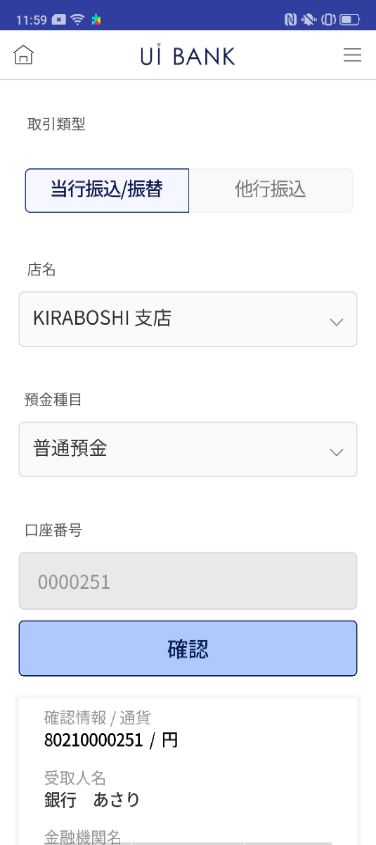 11:59
UI BANK
取引類型
当行振込/振替
他行振込
店名
KIRABOSHI 支店
預金種目
普通預金
口座番号
0000251
確認
確認情報 / 通貨
80210000251 / 円
受取人名
銀行　あさり
金融機関名